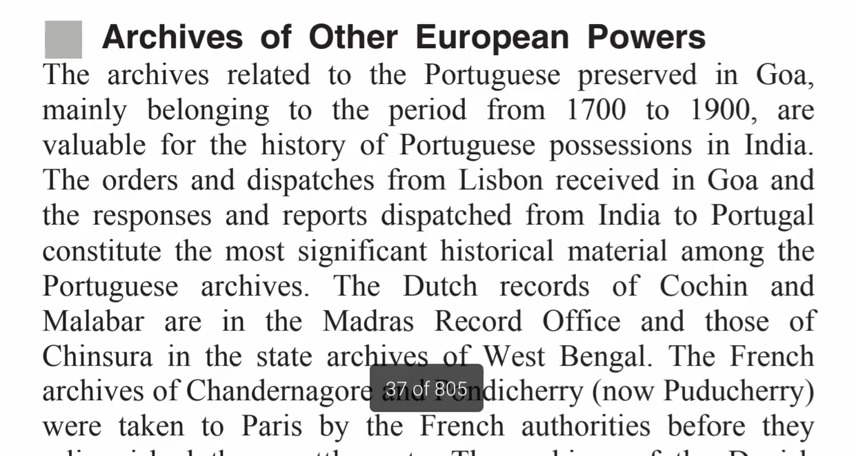 Archives of Other European Powers
The archives related to the Portuguese preserved in Goa,
mainly belonging to the period from 1700 to 1900, are
valuable for the history of Portuguese possessions in India.
The orders and dispatches from Lisbon received in Goa and
the responses and reports dispatched from India to Portugal
constitute the most significant historical material among the
Portuguese archives. The Dutch records of Cochin and
Malabar are in the Madras Record Office and those of
Chinsura in the state archives of West Bengal. The French
archives of Chandernagore and Pondicherry (now Puducherry)
37 of 805
were taken to Paris by the French authorities before they